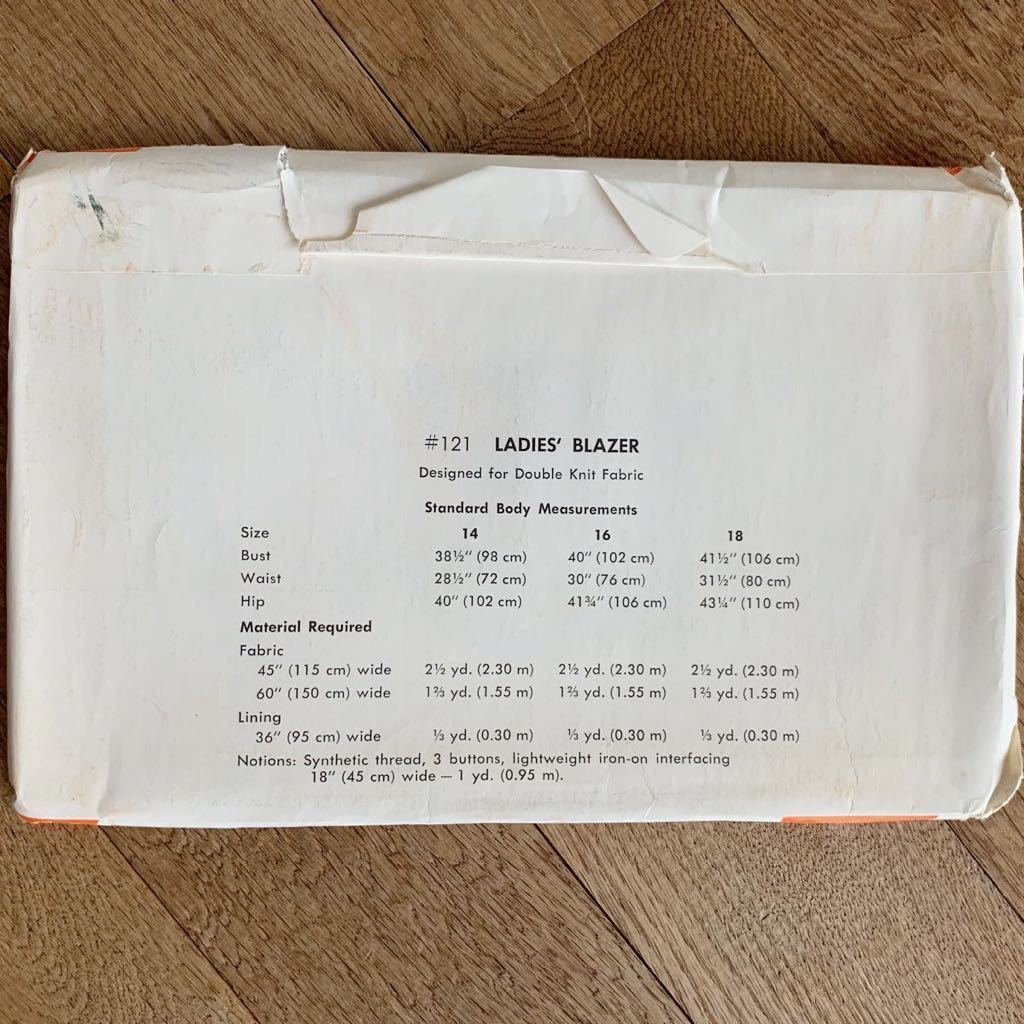 #121 LADIES' BLAZER
Designed for Double Knit Fabric
Standard Body Measurements
Size 14 16 18
Bust 38½" (98 cm) 40" (102 cm) 41½" (106 cm)
Waist 28½" (72 cm) 30" (76 cm) 31½" (80 cm)
Hip 40" (102 cm) 41¾" (106 cm) 43¼" (110 cm)
Material Required
Fabric
45" (115 cm) wide 2½ yd. (2.30 m) 2½ yd. (2.30 m) 2½ yd. (2.30 m)
60" (150 cm) wide 1⅔ yd. (1.55 m) 1⅔ yd. (1.55 m) 1⅔ yd. (1.55 m)
Lining
36" (95 cm) wide ⅓ yd. (0.30 m) ⅓ yd. (0.30 m) ⅓ yd. (0.30 m)
Notions: Synthetic thread, 3 buttons, lightweight iron-on interfacing
18" (45 cm) wide — 1 yd. (0.95 m).